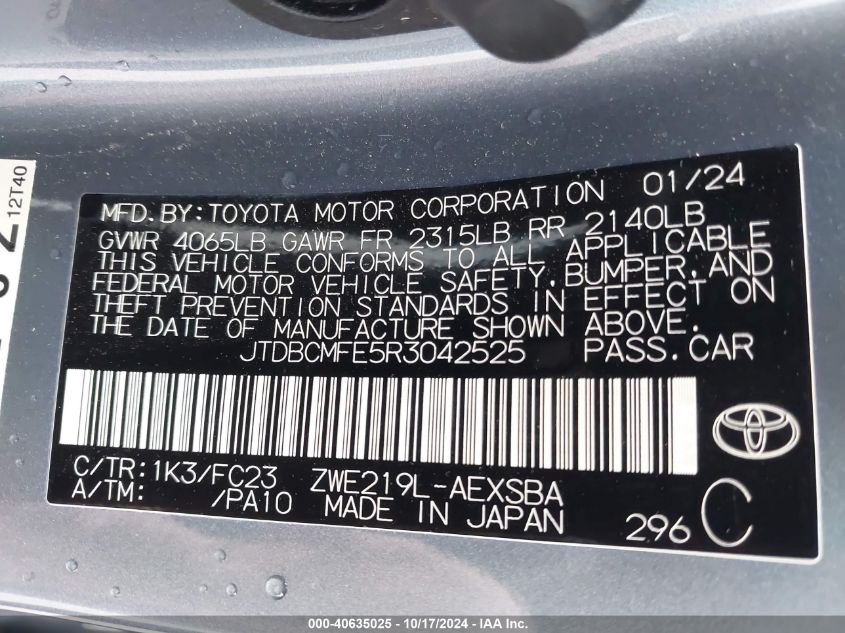 12T40
MFD.BY:TOYOTA MOTOR CORPORATION 01/24
GVWR 4065LB GAWR FR 2315LB RR 2140LB
THIS VEHICLE CONFORMS TO ALL APPLICABLE
FEDERAL MOTOR VEHICLE SAFETY,BUMPER,AND
THEFT PREVENTION STANDARDS IN EFFECT ON
THE DATE OF MANUFACTURE SHOWN ABOVE.
JTDBCMFE5R3042525 PASS.CAR
C/TR:1K3/FC23 ZWE219L-AEXSBA
A/TM: /PA10 MADE IN JAPAN 296 C
000-40635025 - 10/17/2024 - IAA Inc.